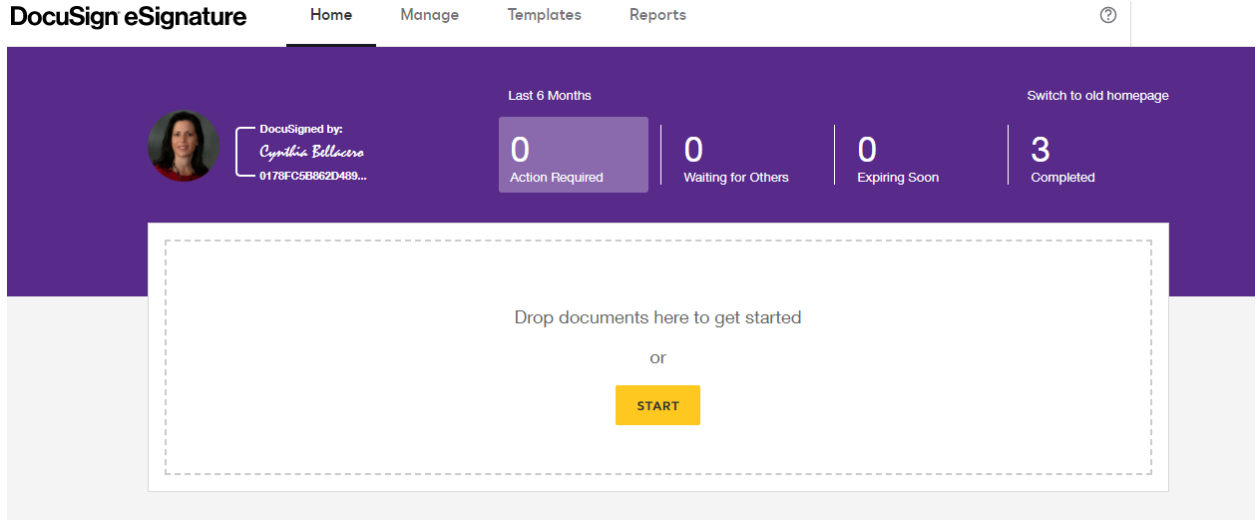 DocuSign eSignature
Home Manage Templates Reports
Last 6 Months
Switch to old homepage
DocuSigned by:
Cynthia Bellacero
0178FC5B862D489...
0 0 0 3
Action Required Waiting for Others Expiring Soon Completed
Drop documents here to get started
or
START